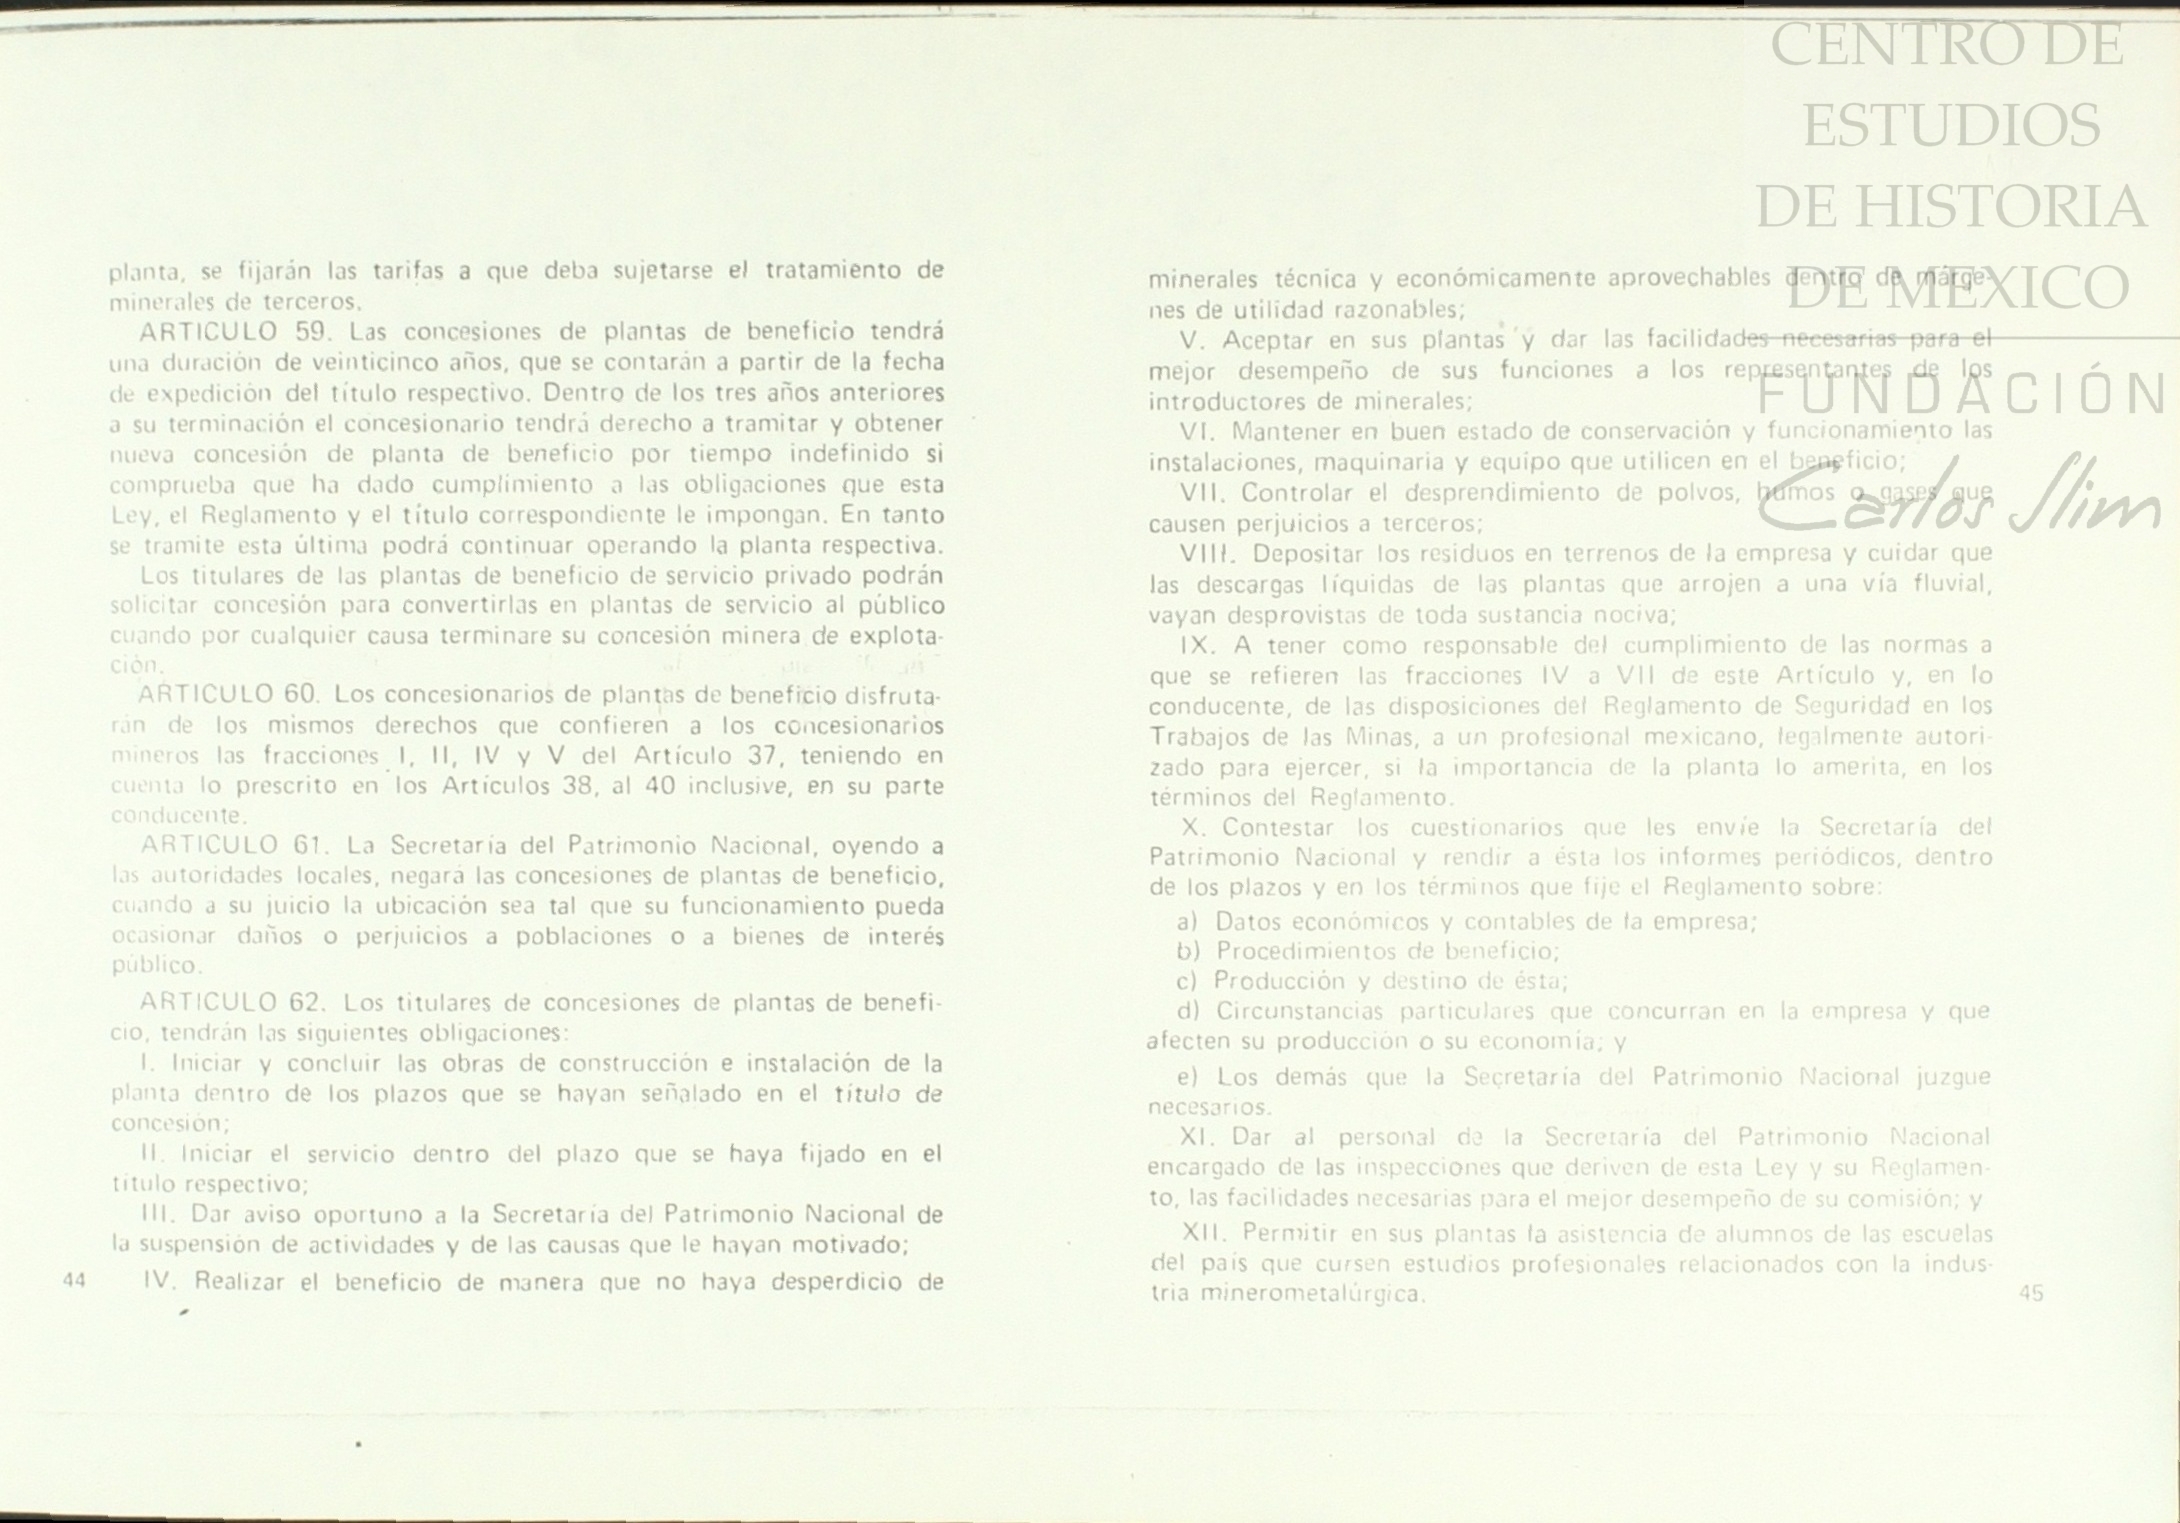 planta, se fijarán las tarifas a que deba sujetarse el tratamiento de
minerales de terceros.
ARTICULO 59. Las concesiones de plantas de beneficio tendrá
una duración de veinticinco años, que se contarán a partir de la fecha
de expedición del título respectivo. Dentro de los tres años anteriores
a su terminación el concesionario tendrá derecho a tramitar y obtener
nueva concesión de planta de beneficio por tiempo indefinido si
comprueba que ha dado cumplimiento a las obligaciones que esta
Ley, el Reglamento y el título correspondiente le impongan. En tanto
se tramite esta última podrá continuar operando la planta respectiva.
Los titulares de las plantas de beneficio de servicio privado podrán
solicitar concesión para convertirlas en plantas de servicio al público
cuando por cualquier causa terminare su concesión minera de explota-
ción.
ARTICULO 60. Los concesionarios de plantas de beneficio disfruta-
rán de los mismos derechos que confieren a los concesionarios
mineros las fracciones I, II, IV y V del Artículo 37, teniendo en
cuenta lo prescrito en los Artículos 38, al 40 inclusive, en su parte
conducente.
ARTICULO 61. La Secretaría del Patrimonio Nacional, oyendo a
las autoridades locales, negará las concesiones de plantas de beneficio,
cuando a su juicio la ubicación sea tal que su funcionamiento pueda
ocasionar daños o perjuicios a poblaciones o a bienes de interés
público.
ARTICULO 62. Los titulares de concesiones de plantas de benefi-
cio, tendrán las siguientes obligaciones:
I. Iniciar y concluir las obras de construcción e instalación de la
planta dentro de los plazos que se hayan señalado en el título de
concesión;
II. Iniciar el servicio dentro del plazo que se haya fijado en el
título respectivo;
III. Dar aviso oportuno a la Secretaría del Patrimonio Nacional de
la suspensión de actividades y de las causas que le hayan motivado;
44 IV. Realizar el beneficio de manera que no haya desperdicio de
minerales técnica y económicamente aprovechables dentro de márge-
nes de utilidad razonables;
V. Aceptar en sus plantas y dar las facilidades necesarias para el
mejor desempeño de sus funciones a los representantes de los
introductores de minerales;
VI. Mantener en buen estado de conservación y funcionamiento las
instalaciones, maquinaria y equipo que utilicen en el beneficio;
VII. Controlar el desprendimiento de polvos, humos o gases que
causen perjuicios a terceros;
VIII. Depositar los residuos en terrenos de la empresa y cuidar que
las descargas líquidas de las plantas que arrojen a una vía fluvial,
vayan desprovistas de toda sustancia nociva;
IX. A tener como responsable del cumplimiento de las normas a
que se refieren las fracciones IV a VII de este Artículo y, en lo
conducente, de las disposiciones del Reglamento de Seguridad en los
Trabajos de las Minas, a un profesional mexicano, legalmente autori-
zado para ejercer, si la importancia de la planta lo amerita, en los
términos del Reglamento.
X. Contestar los cuestionarios que les envíe la Secretaría del
Patrimonio Nacional y rendir a ésta los informes periódicos, dentro
de los plazos y en los términos que fije el Reglamento sobre:
a) Datos económicos y contables de la empresa;
b) Procedimientos de beneficio;
c) Producción y destino de ésta;
d) Circunstancias particulares que concurran en la empresa y que
afecten su producción o su economía; y
e) Los demás que la Secretaría del Patrimonio Nacional juzgue
necesarios.
XI. Dar al personal de la Secretaría del Patrimonio Nacional
encargado de las inspecciones que deriven de esta Ley y su Reglamen-
to, las facilidades necesarias para el mejor desempeño de su comisión; y
XII. Permitir en sus plantas la asistencia de alumnos de las escuelas
del país que cursen estudios profesionales relacionados con la indus-
tria minerometalúrgica. 45
CENTRO DE
ESTUDIOS
DE HISTORIA
DE MEXICO
FUNDACIÓN
Carlos Slim